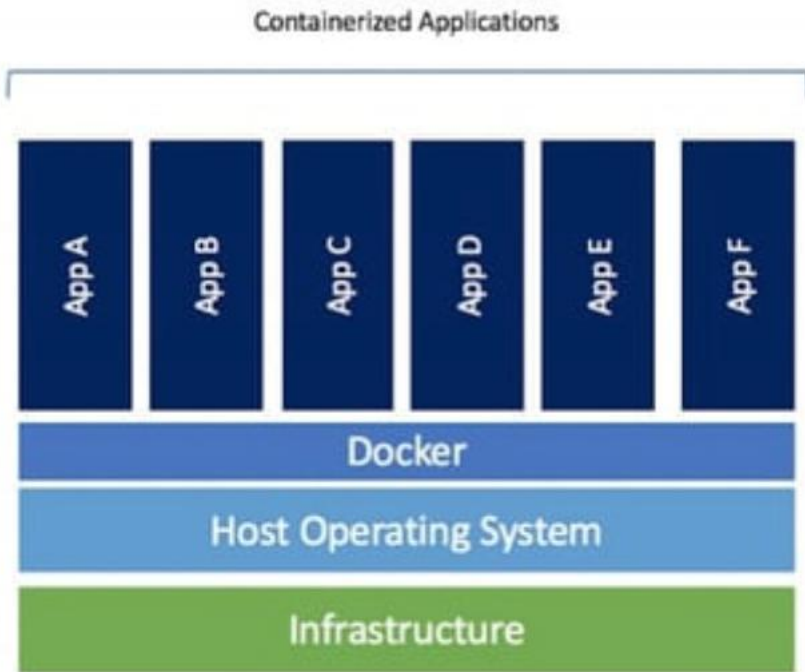 Containerized Applications
App A
App B
App C
App D
App E
App F
Docker
Host Operating System
Infrastructure